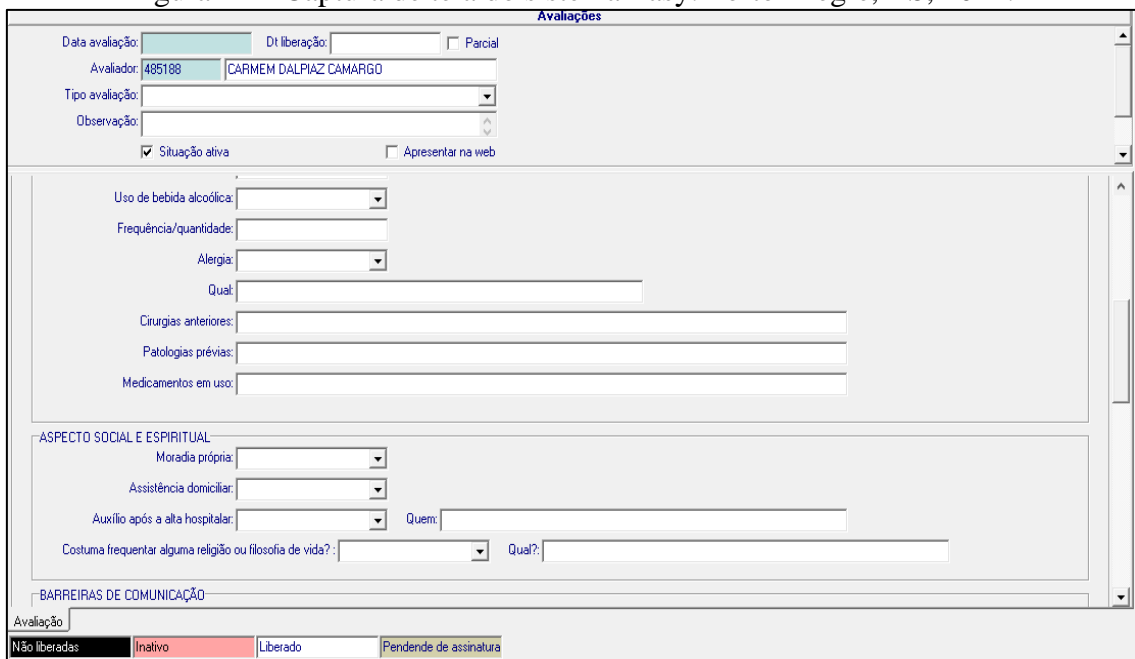 Avaliações
Data avaliação: Dt liberação: Parcial
Avaliador: 485188 CARMEM DALPIAZ CAMARGO
Tipo avaliação:
Observação:
Situação ativa Apresentar na web
Uso de bebida alcoólica:
Frequência/quantidade:
Alergia:
Qual:
Cirurgias anteriores:
Patologias prévias:
Medicamentos em uso:
ASPECTO SOCIAL E ESPIRITUAL
Moradia própria:
Assistência domiciliar:
Auxílio após a alta hospitalar: Quem:
Costuma frequentar alguma religião ou filosofia de vida? : Qual?:
BARREIRAS DE COMUNICAÇÃO
Avaliação
Não liberadas Inativo Liberado Pendende de assinatura